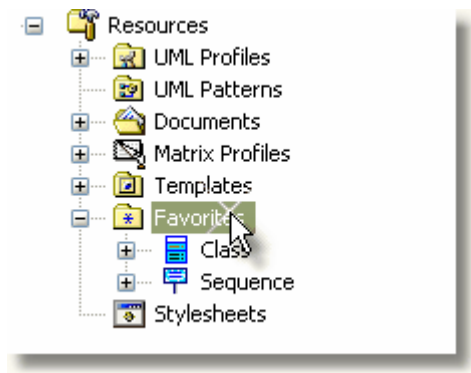 Resources
UML Profiles
UML Patterns
Documents
Matrix Profiles
Templates
Favorites
Class
Sequence
Stylesheets